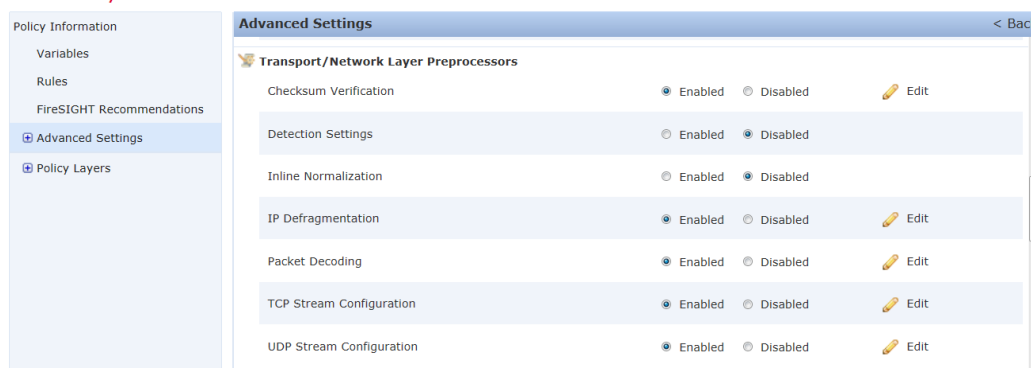 Policy Information
Variables
Rules
FireSIGHT Recommendations
Advanced Settings
Policy Layers
Advanced Settings < Bac
Transport/Network Layer Preprocessors
Checksum Verification Enabled Disabled Edit
Detection Settings Enabled Disabled
Inline Normalization Enabled Disabled
IP Defragmentation Enabled Disabled Edit
Packet Decoding Enabled Disabled Edit
TCP Stream Configuration Enabled Disabled Edit
UDP Stream Configuration Enabled Disabled Edit